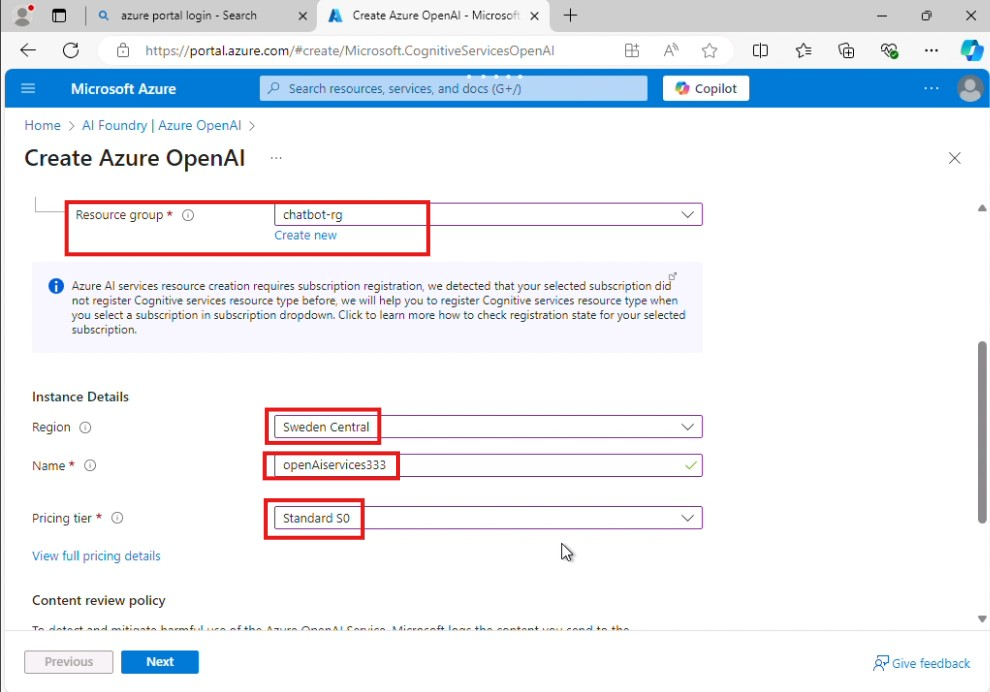 azure portal login - Search
Create Azure OpenAI - Microsoft
https://portal.azure.com/#create/Microsoft.CognitiveServicesOpenAI
Microsoft Azure
Search resources, services, and docs (G+/)
Copilot
Home > AI Foundry | Azure OpenAI >
Create Azure OpenAI ...
Resource group *
chatbot-rg
Create new
Azure AI services resource creation requires subscription registration, we detected that your selected subscription did
not register Cognitive services resource type before, we will help you to register Cognitive services resource type when
you select a subscription in subscription dropdown. Click to learn more how to check registration state for your selected
subscription.
Instance Details
Region
Sweden Central
Name *
openAiservices333
Pricing tier *
Standard S0
View full pricing details
Content review policy
To detect and mitigate harmful use of the Azure OpenAI Service, Microsoft logs the content you send to the
Previous
Next
Give feedback